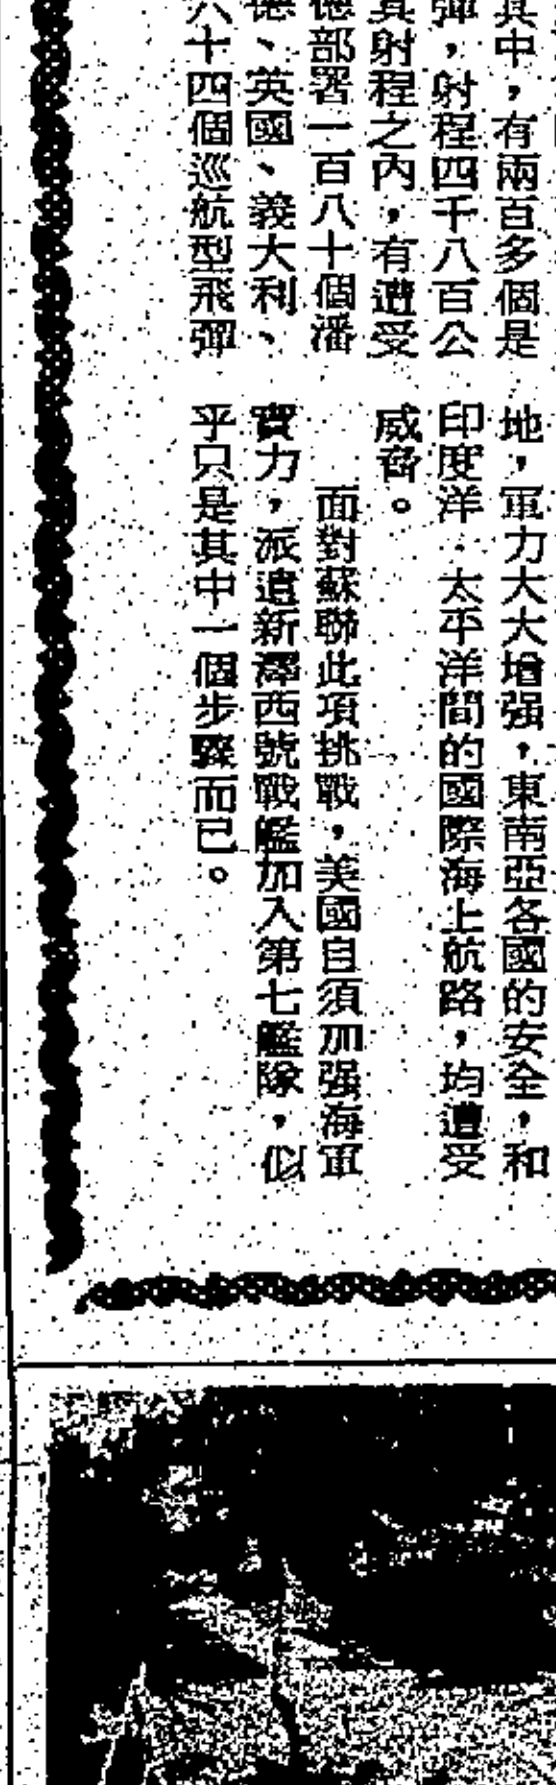 其中，有兩百多個是
彈，射程四千八百公
其射程之內，有遭受
德部署一百八十個潘
德、英國、義大利、
六十四個巡航型飛彈
地，軍力大大增强，東南亞各國的安全，和
印度洋．太平洋間的國際海上航路，均遭受
威脅。
面對蘇聯此項挑戰，美國自須加强海軍
實力，派遣新澤西號戰艦加入第七艦隊，似
乎只是其中一個步驟而已。